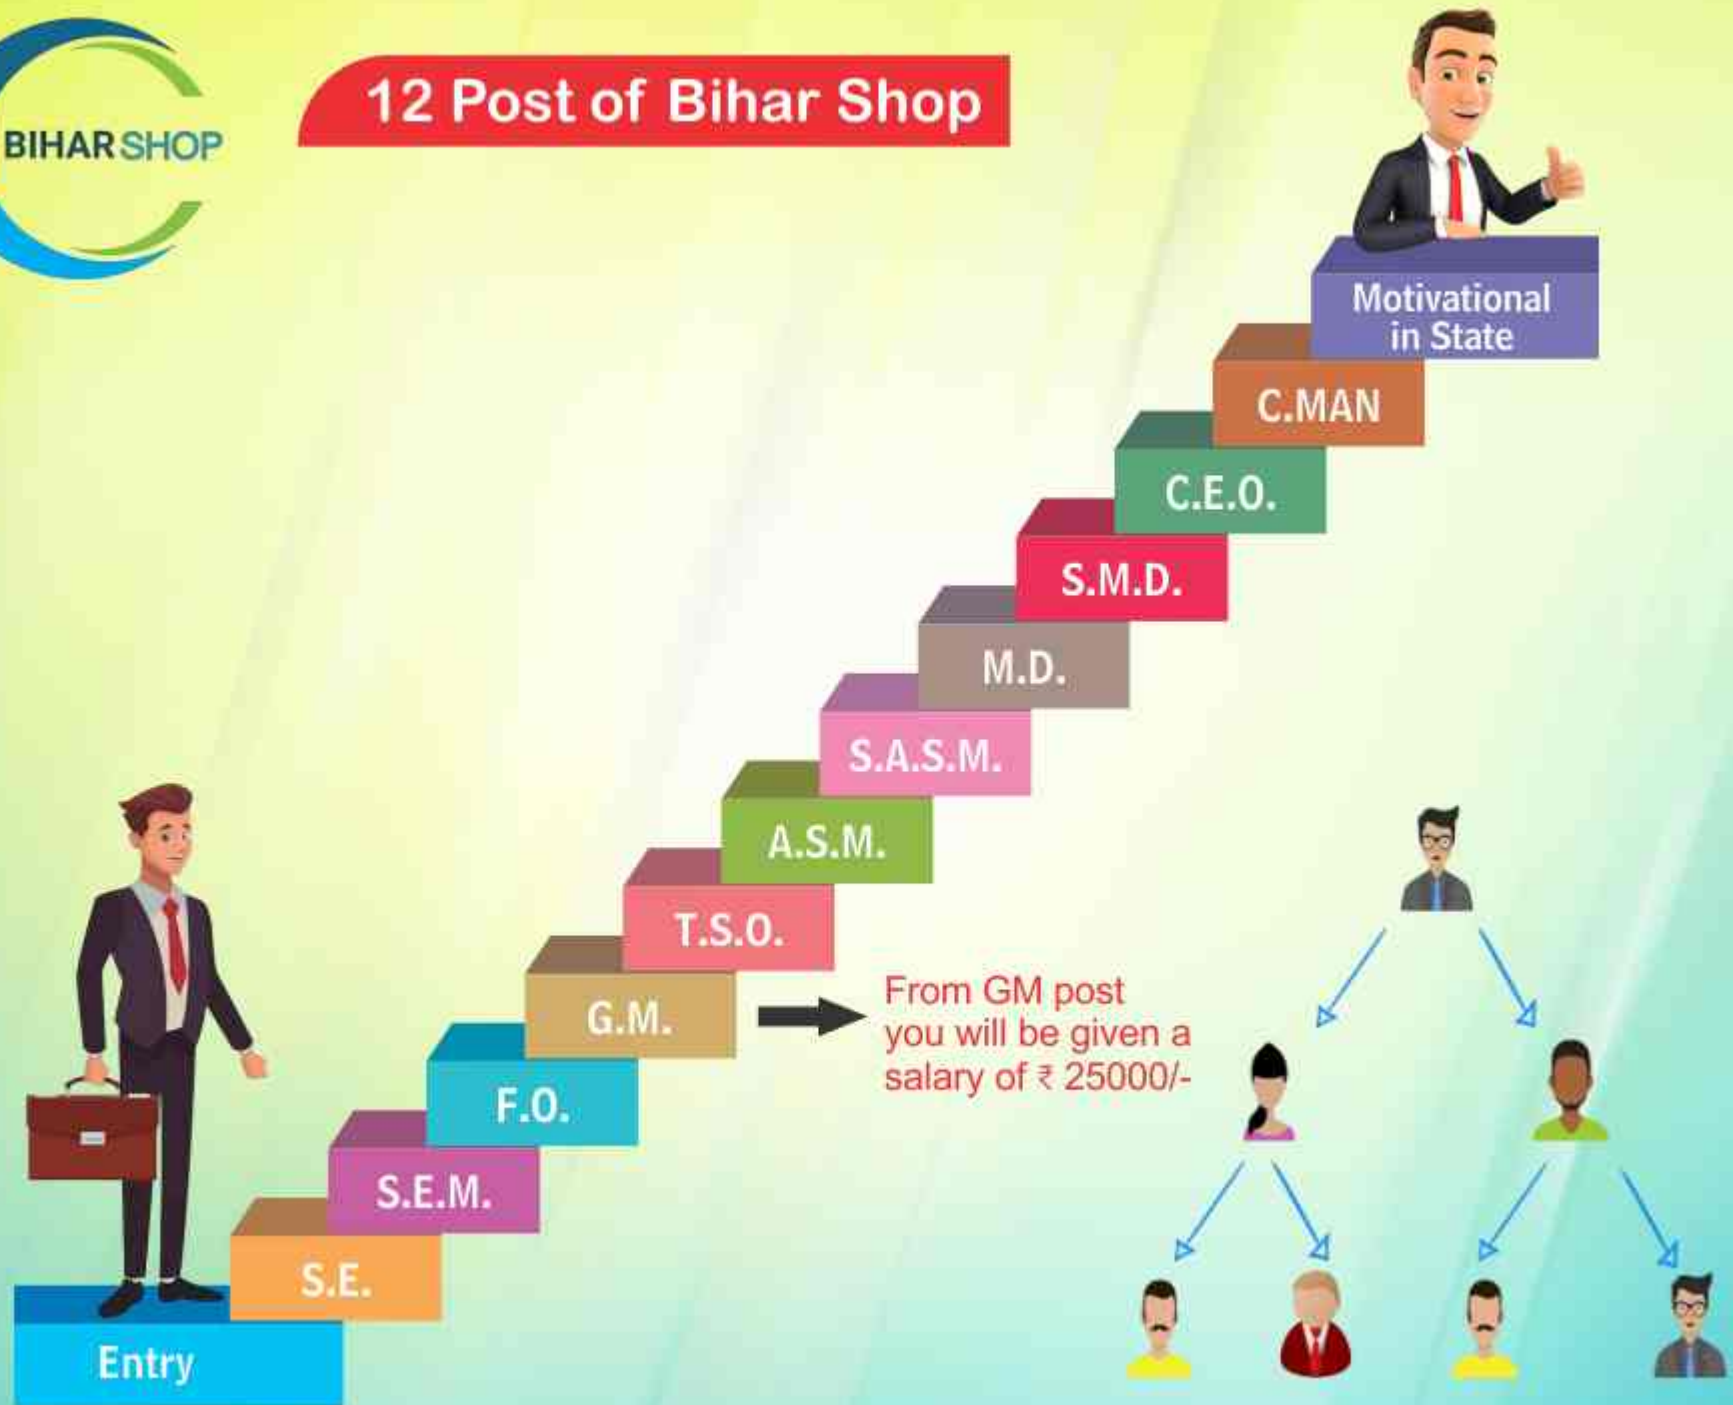 BIHAR SHOP
12 Post of Bihar Shop
Motivational
in State
C.MAN
C.E.O.
S.M.D.
M.D.
S.A.S.M.
A.S.M.
T.S.O.
G.M.
From GM post
you will be given a
salary of ₹ 25000/-
F.O.
S.E.M.
S.E.
Entry